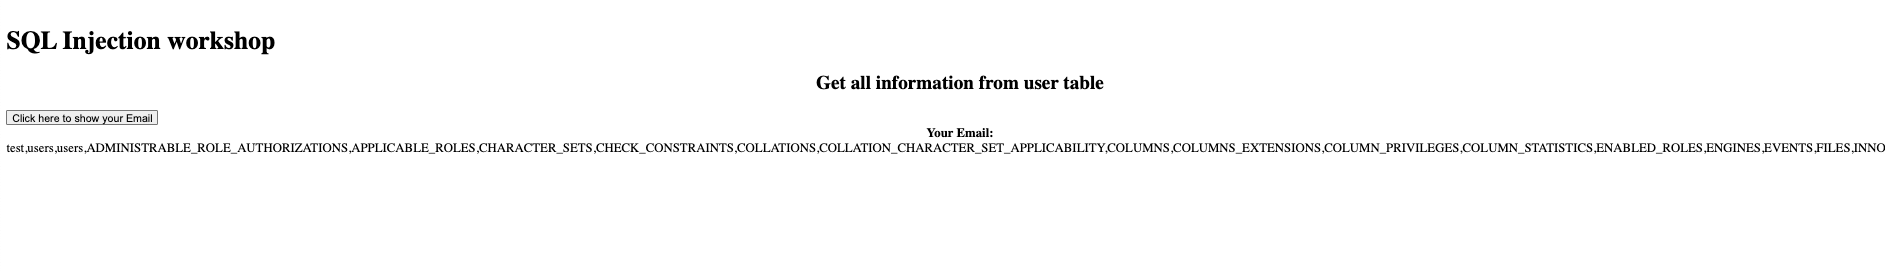 SQL Injection workshop
Get all information from user table
Click here to show your Email
Your Email:
test,users,users,ADMINISTRABLE_ROLE_AUTHORIZATIONS,APPLICABLE_ROLES,CHARACTER_SETS,CHECK_CONSTRAINTS,COLLATIONS,COLLATION_CHARACTER_SET_APPLICABILITY,COLUMNS,COLUMNS_EXTENSIONS,COLUMN_PRIVILEGES,COLUMN_STATISTICS,ENABLED_ROLES,ENGINES,EVENTS,FILES,INNO